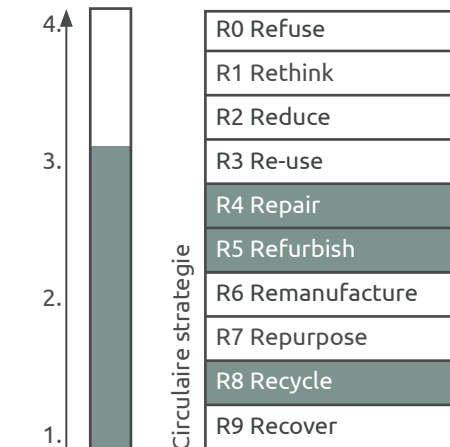 4.
3.
2.
1.
Circulaire strategie
R0 Refuse
R1 Rethink
R2 Reduce
R3 Re-use
R4 Repair
R5 Refurbish
R6 Remanufacture
R7 Repurpose
R8 Recycle
R9 Recover